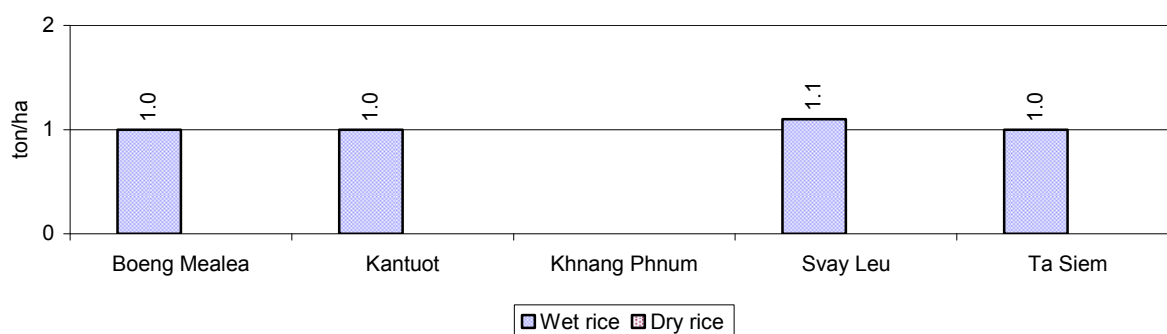 2
1.0
1.0
1.1
1.0
ton/ha
1
0
Boeng Mealea
Kantuot
Khnang Phnum
Svay Leu
Ta Siem
Wet rice
Dry rice